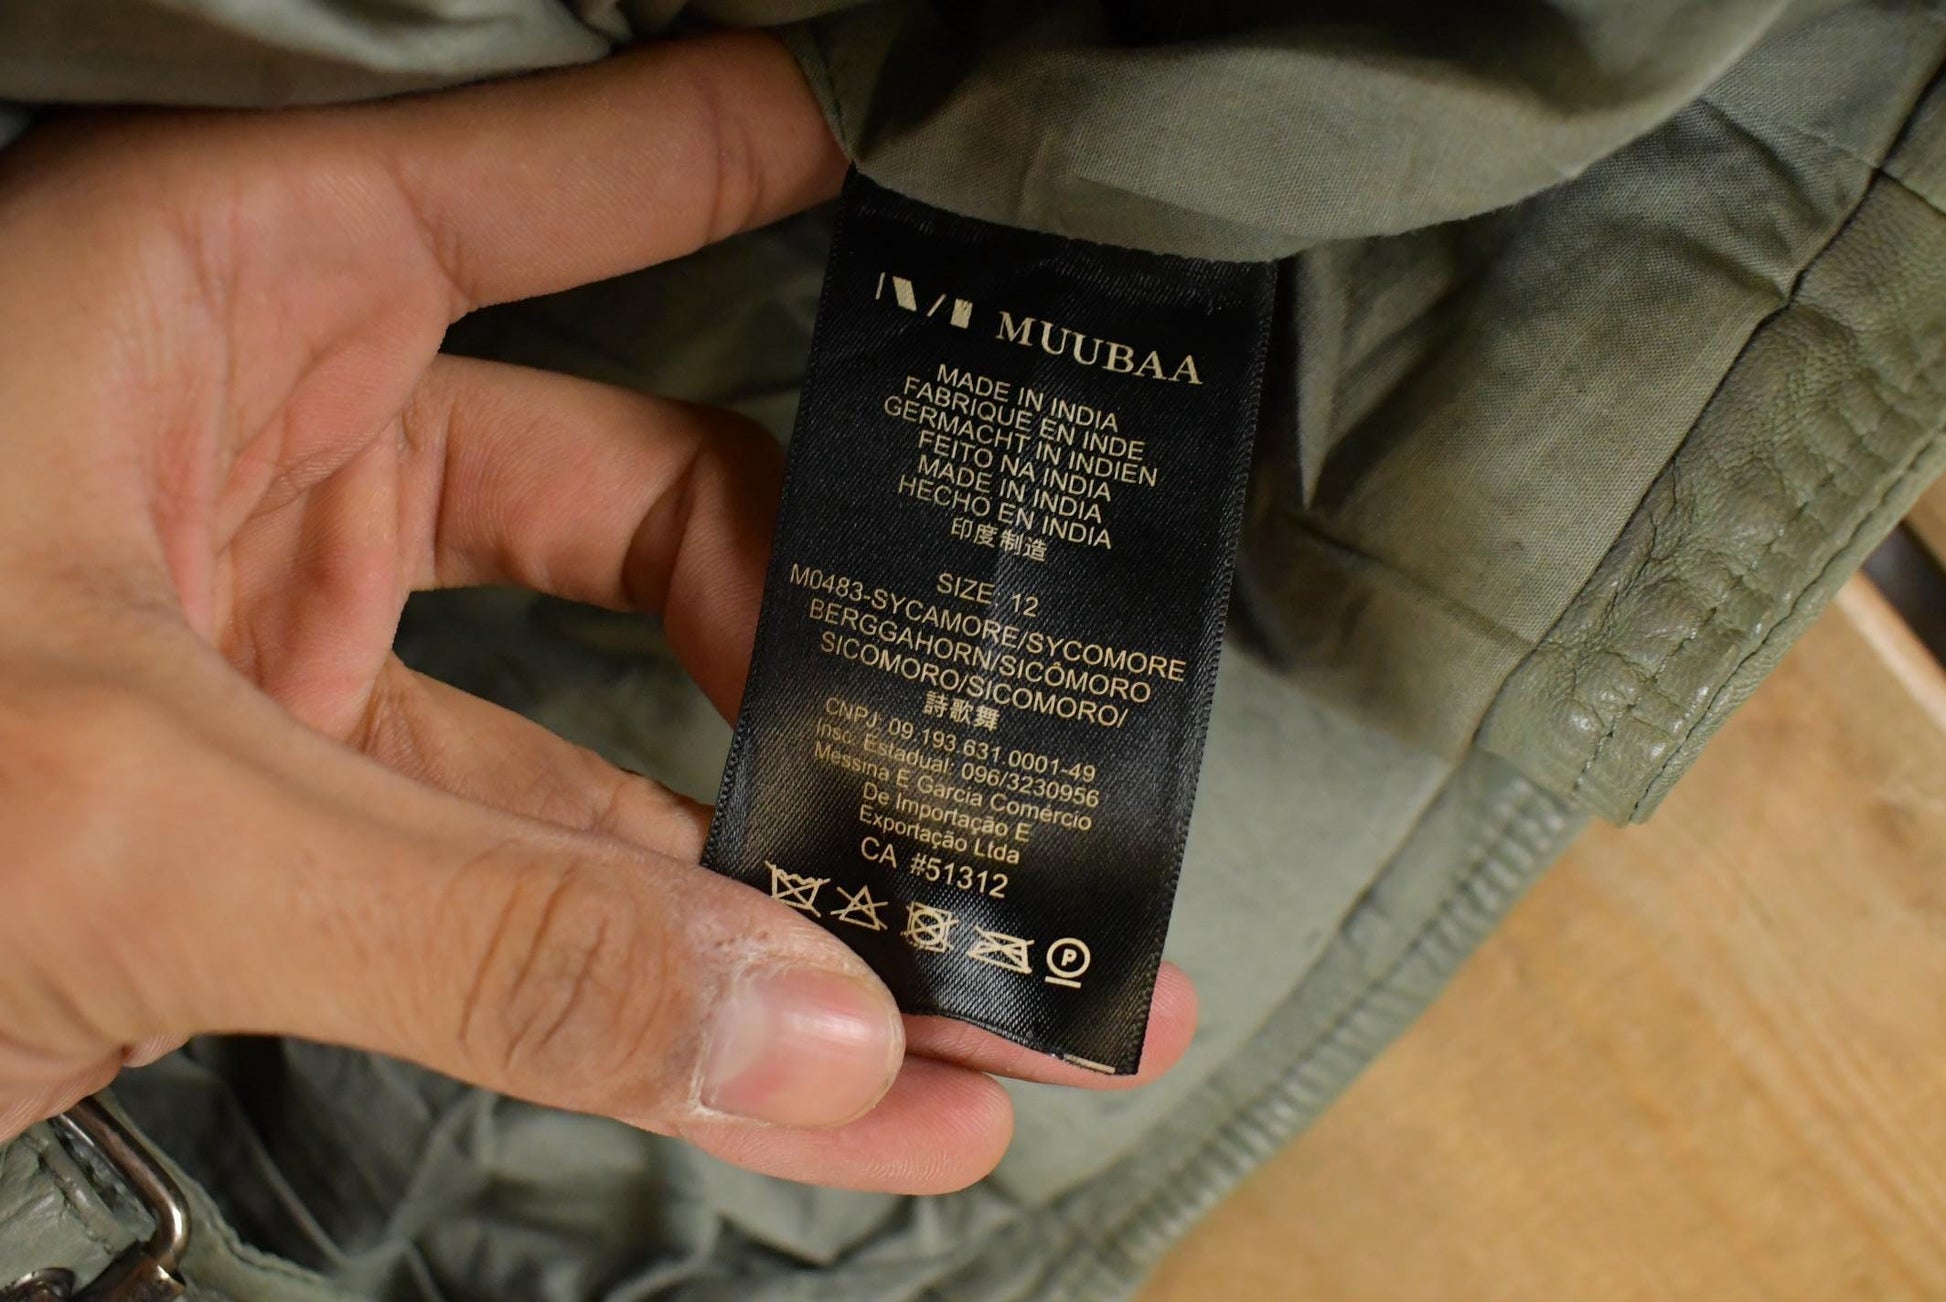 MUUBAA
MADE IN INDIA
FABRIQUE EN INDE
GERMACHT IN INDIEN
FEITO NA INDIA
MADE IN INDIA
HECHO EN INDIA
印度制造
SIZE 12
M0483-SYCAMORE/SYCOMORE
BERGGAHORN/SICÔMORO
SICOMORO/SICOMORO/
詩歌舞
CNPJ: 09.193.631.0001-49
Insc. Estadual: 096/3230956
Messina E Garcia Comércio
De Importação E
Exportação Ltda
CA #51312
P